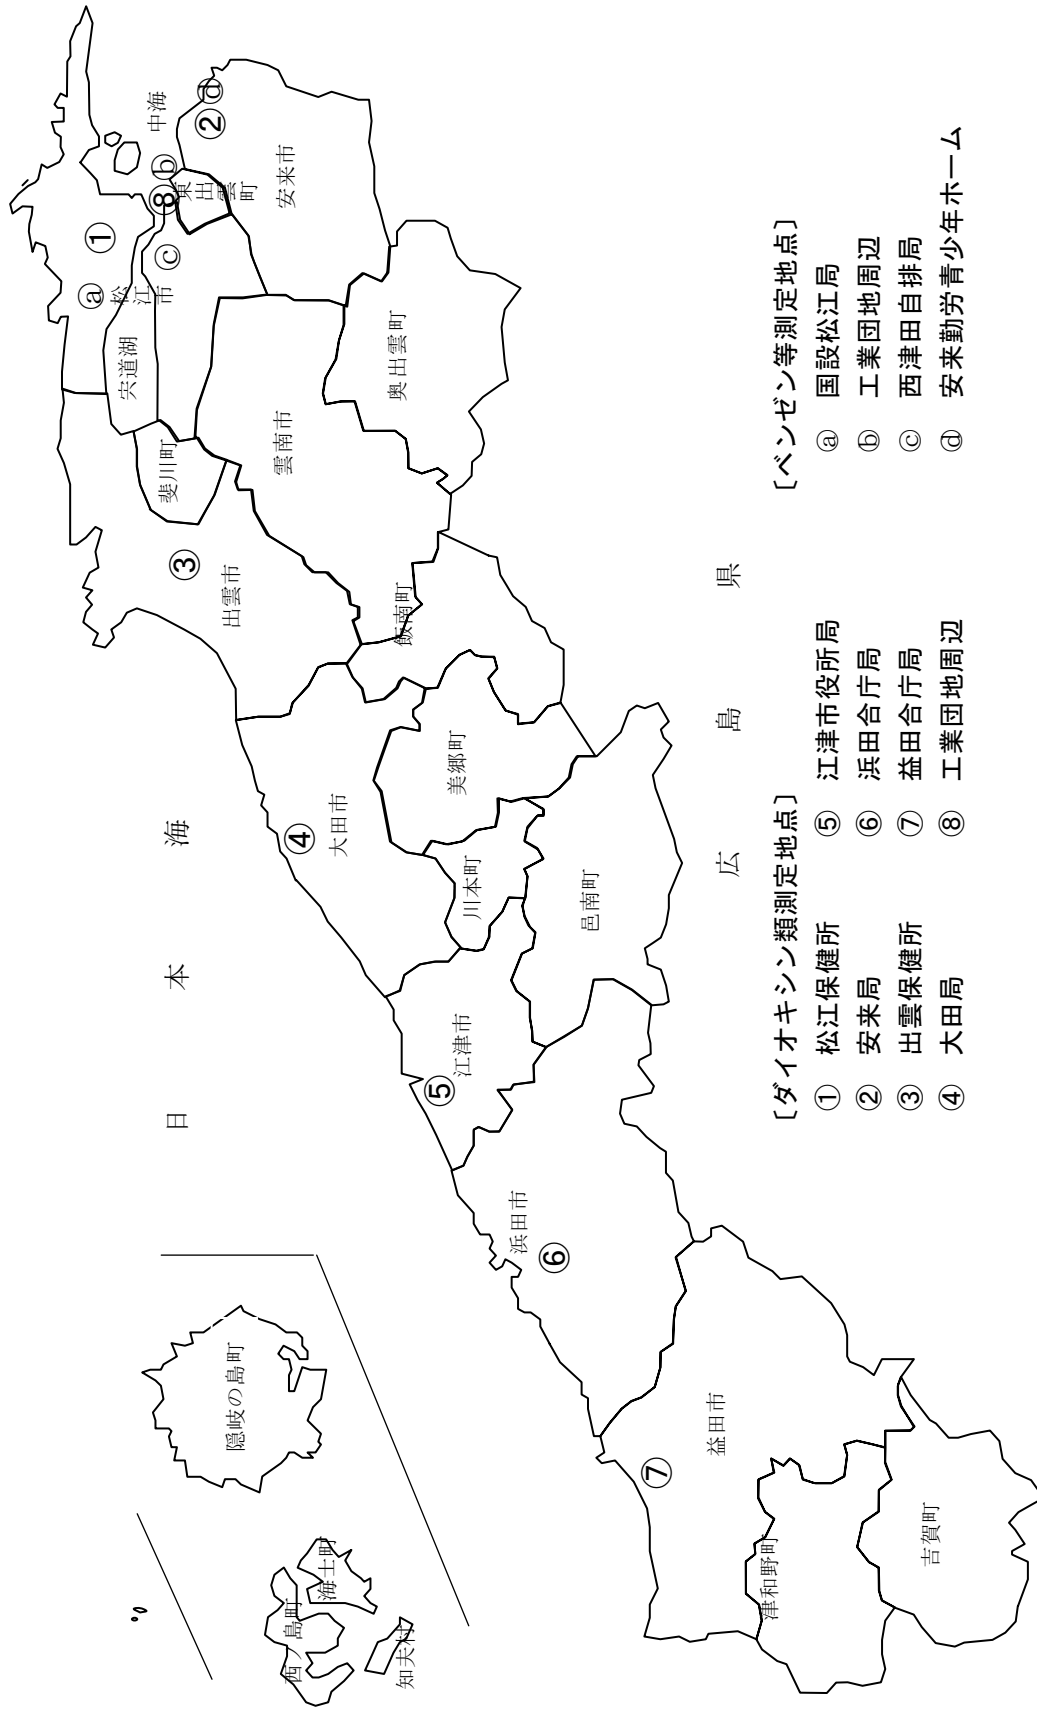 日本海
広島県
隠岐の島町
海士町
西ノ島町
知夫村
中海
宍道湖
松江市
東出雲町
安来市
斐川町
出雲市
雲南市
奥出雲町
飯南町
大田市
美郷町
川本町
邑南町
江津市
浜田市
益田市
津和野町
吉賀町
①
②
③
④
⑤
⑥
⑦
⑧
ⓐ
ⓑ
ⓒ
ⓓ
〔ダイオキシン類測定地点〕
① 松江保健所 ⑤ 江津市役所局
② 安来局 ⑥ 浜田合庁局
③ 出雲保健所 ⑦ 益田合庁局
④ 大田局 ⑧ 工業団地周辺
〔ベンゼン等測定地点〕
ⓐ 国設松江局
ⓑ 工業団地周辺
ⓒ 西津田自排局
ⓓ 安来勤労青少年ホーム